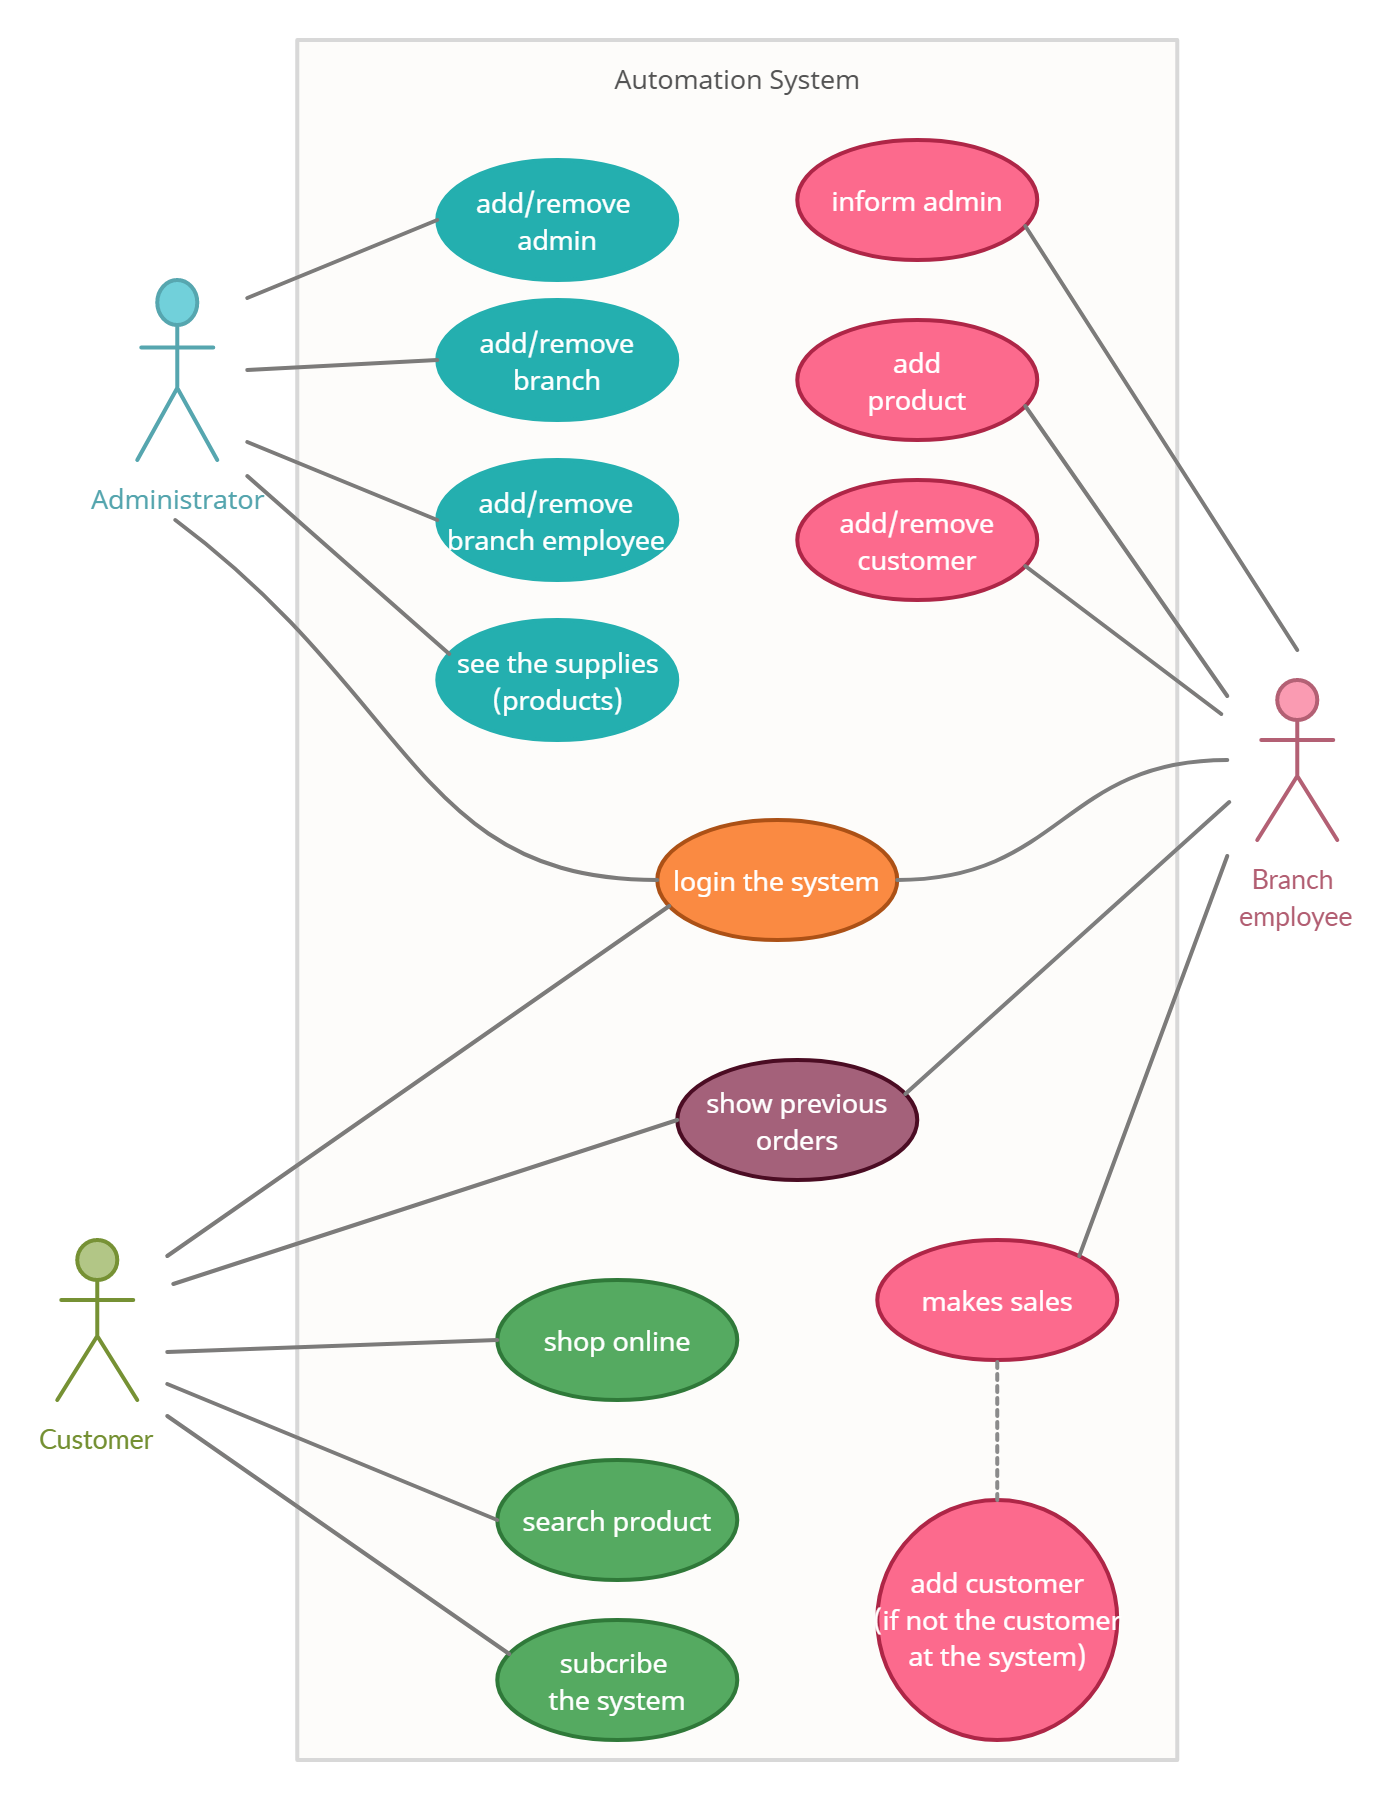 Automation System
add/remove
admin
inform admin
add/remove
branch
add
product
Administrator
add/remove
branch employee
add/remove
customer
see the supplies
(products)
login the system
Branch
employee
show previous
orders
makes sales
shop online
Customer
search product
add customer
(if not the customer
at the system)
subcribe
the system